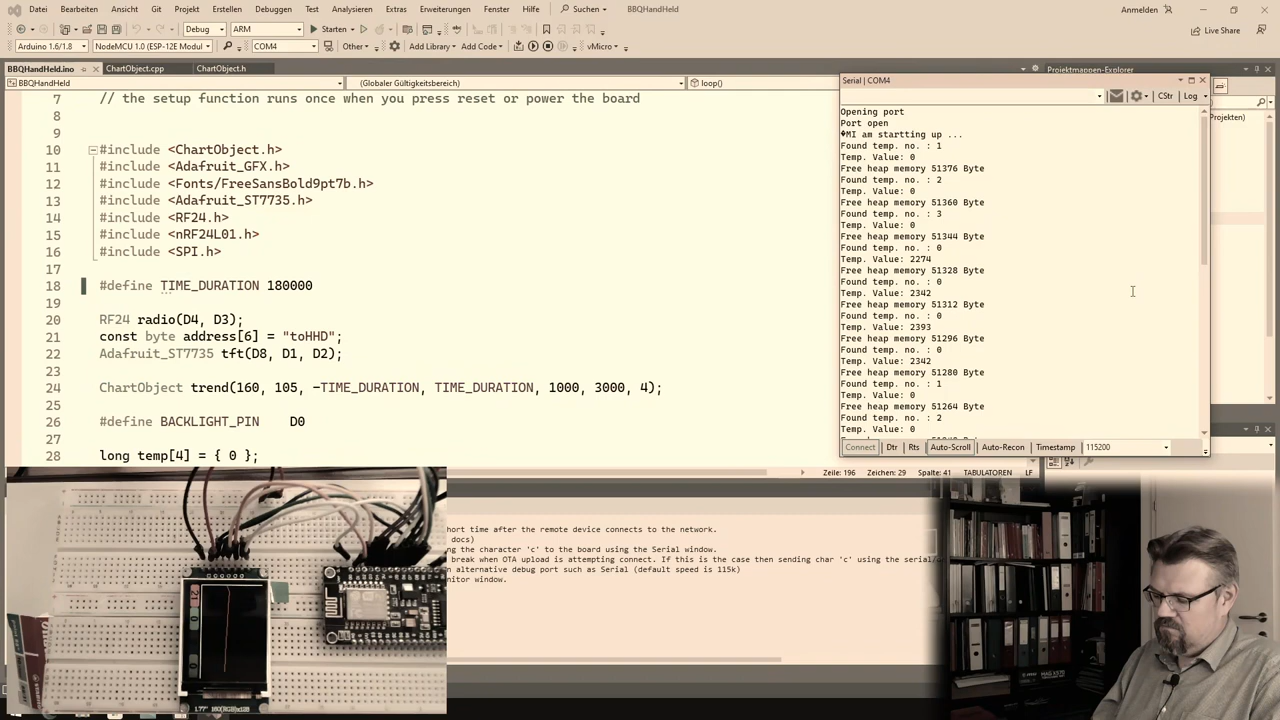 Datei Bearbeiten Ansicht Git Projekt Erstellen Debuggen Test Analysieren Extras Erweiterungen Fenster Hilfe Suchen BBQHandHeld Anmelden
Debug ARM Starten Live Share
Arduino 1.6/1.8 NodeMCU 1.0 (ESP-12E Modul COM4 Other Add Library Add Code vMicro
BBQHandHeld.ino ChartObject.cpp ChartObject.h
BBQHandHeld (Globaler Gültigkeitsbereich) loop()
7 // the setup function runs once when you press reset or power the board
8
9
10 #include <ChartObject.h>
11 #include <Adafruit_GFX.h>
12 #include <Fonts/FreeSansBold9pt7b.h>
13 #include <Adafruit_ST7735.h>
14 #include <RF24.h>
15 #include <nRF24L01.h>
16 #include <SPI.h>
17
18 #define TIME_DURATION 180000
19
20 RF24 radio(D4, D3);
21 const byte address[6] = "toHHD";
22 Adafruit_ST7735 tft(D8, D1, D2);
23
24 ChartObject trend(160, 105, -TIME_DURATION, TIME_DURATION, 1000, 3000, 4);
25
26 #define BACKLIGHT_PIN D0
27
28 long temp[4] = { 0 };
Zeile: 196 Zeichen: 29 Spalte: 41 TABULATOREN LF
Serial | COM4
CStr Log
Opening port
Port open
�MI am startting up ...
Found temp. no. : 1
Temp. Value: 0
Free heap memory 51376 Byte
Found temp. no. : 2
Temp. Value: 0
Free heap memory 51360 Byte
Found temp. no. : 3
Temp. Value: 0
Free heap memory 51344 Byte
Found temp. no. : 0
Temp. Value: 2274
Free heap memory 51328 Byte
Found temp. no. : 0
Temp. Value: 2342
Free heap memory 51312 Byte
Found temp. no. : 0
Temp. Value: 2393
Free heap memory 51296 Byte
Found temp. no. : 0
Temp. Value: 2342
Free heap memory 51280 Byte
Found temp. no. : 1
Temp. Value: 0
Free heap memory 51264 Byte
Found temp. no. : 2
Temp. Value: 0
Connect Dtr Rts Auto-Scroll Auto-Recon Timestamp 115200
Projektmappen-Explorer
Projekten)
hort time after the remote device connects to the network.
docs)
ng the character 'c' to the board using the Serial window.
break when OTA upload is attempting connect. If this is the case then sending char 'c' using the serial/
n alternative debug port such as Serial (default speed is 115k)
nitor window.
21
0
0
1.77" 160(RGB)x128